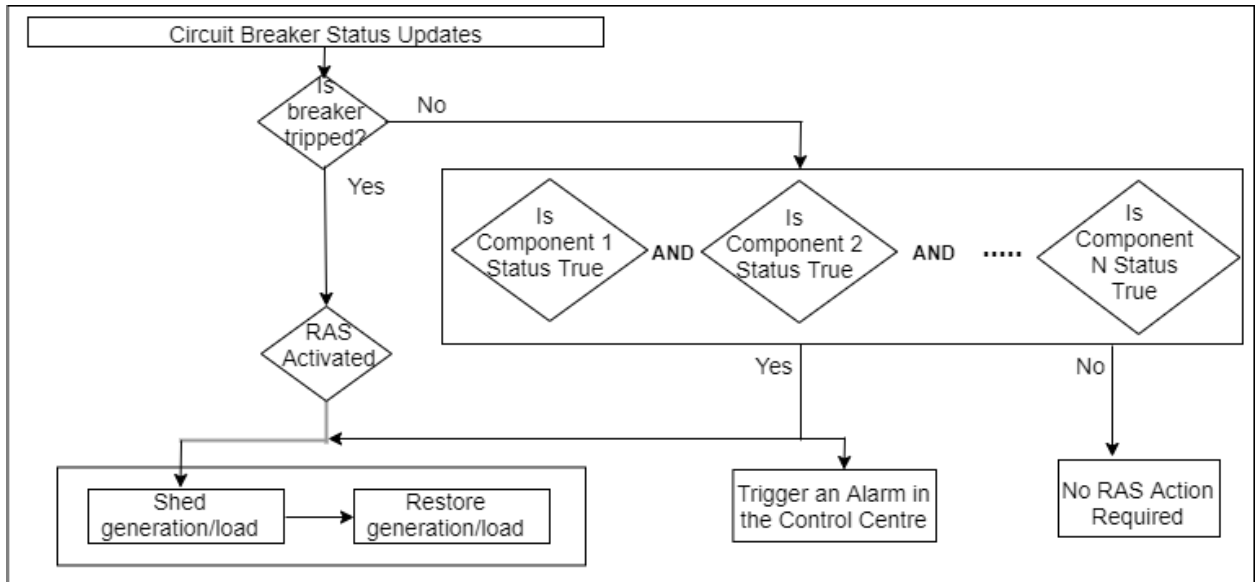 Circuit Breaker Status Updates
Is
breaker
tripped?
No
Yes
Is
Component 1
Status True
AND
Is
Component 2
Status True
AND
.....
Is
Component
N Status
True
RAS
Activated
Yes
No
Shed
generation/load
Restore
generation/load
Trigger an Alarm in
the Control Centre
No RAS Action
Required